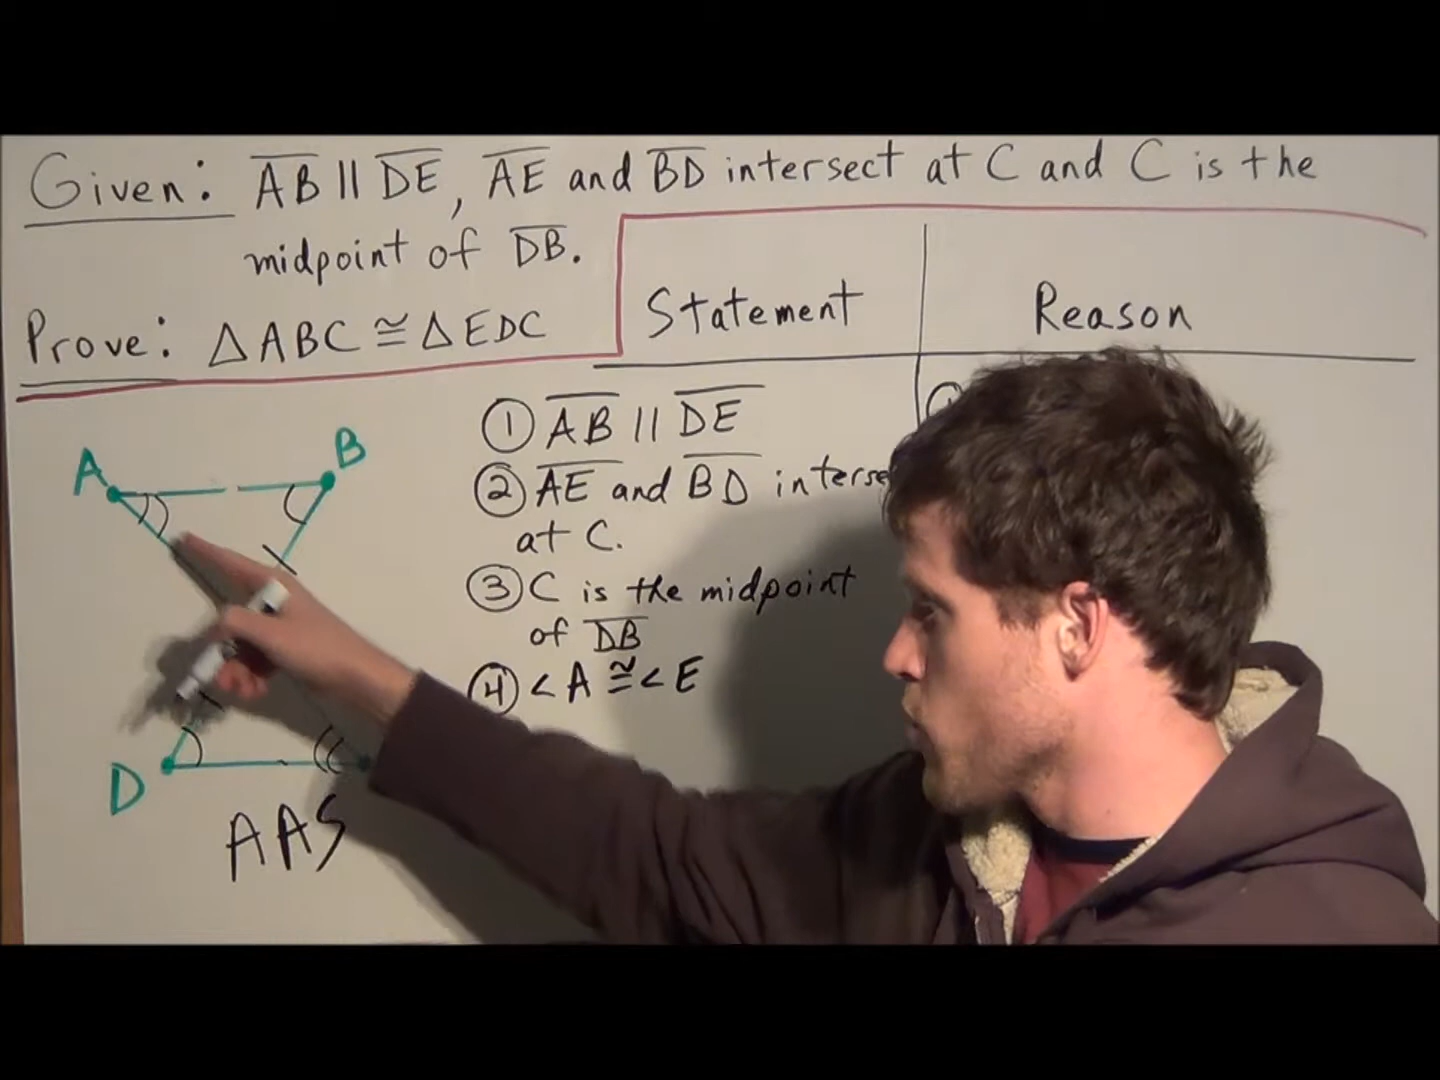 Given: AB || DE, AE and BD intersect at C and C is the
midpoint of DB.
Prove: △ABC ≅ △EDC
Statement Reason
① AB || DE
② AE and BD
at C.
③ C is the midpoint
of DB
④ <A ≅ <E
A B
D
AAS